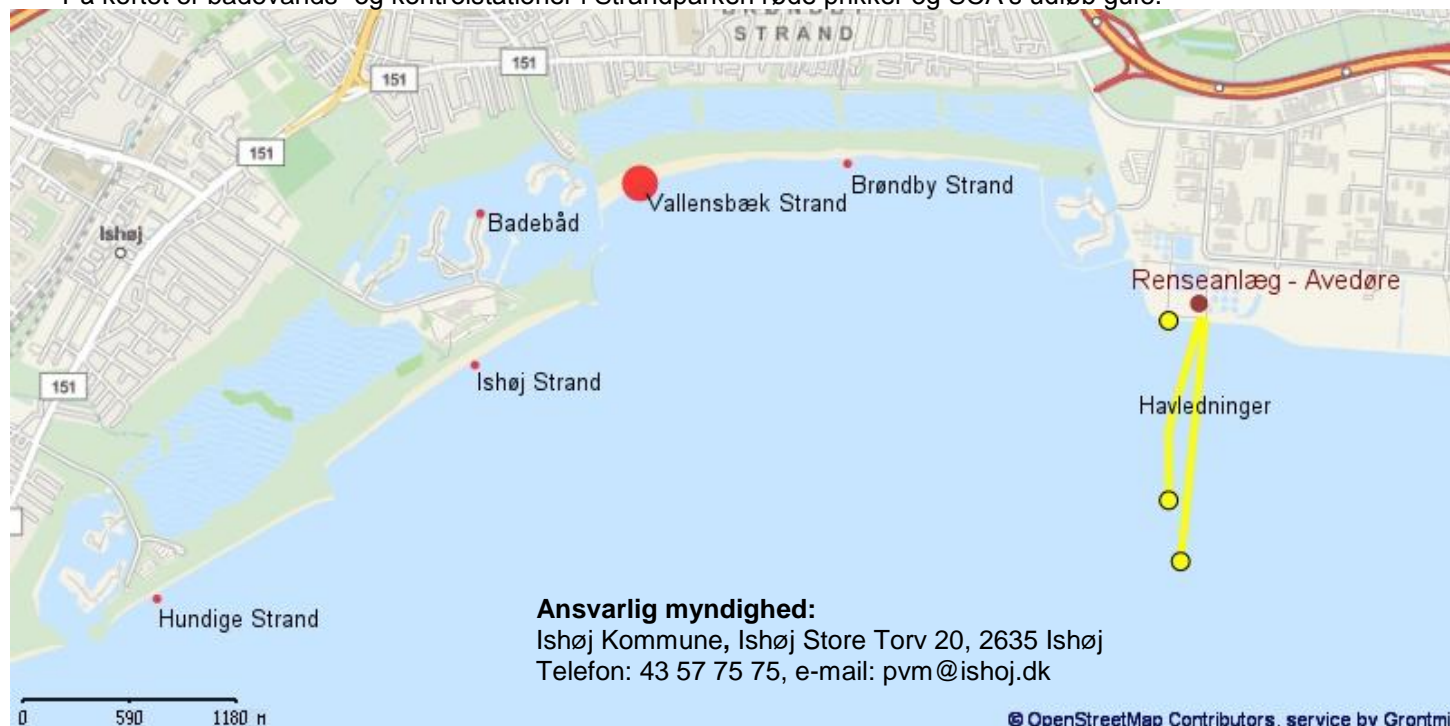 På kortet er badevands- og kontrolstationer i Strandparken røde prikker og SCA's udløb gule.
STRAND
151
151
151
Brøndby Strand
Vallensbæk Strand
Badebåd
Ishøj
Renseanlæg - Avedøre
Ishøj Strand
151
Havledninger
Hundige Strand
Ansvarlig myndighed:
Ishøj Kommune, Ishøj Store Torv 20, 2635 Ishøj
Telefon: 43 57 75 75, e-mail: pvm@ishoj.dk
0 590 1180 m
© OpenStreetMap Contributors, service by Grontmi